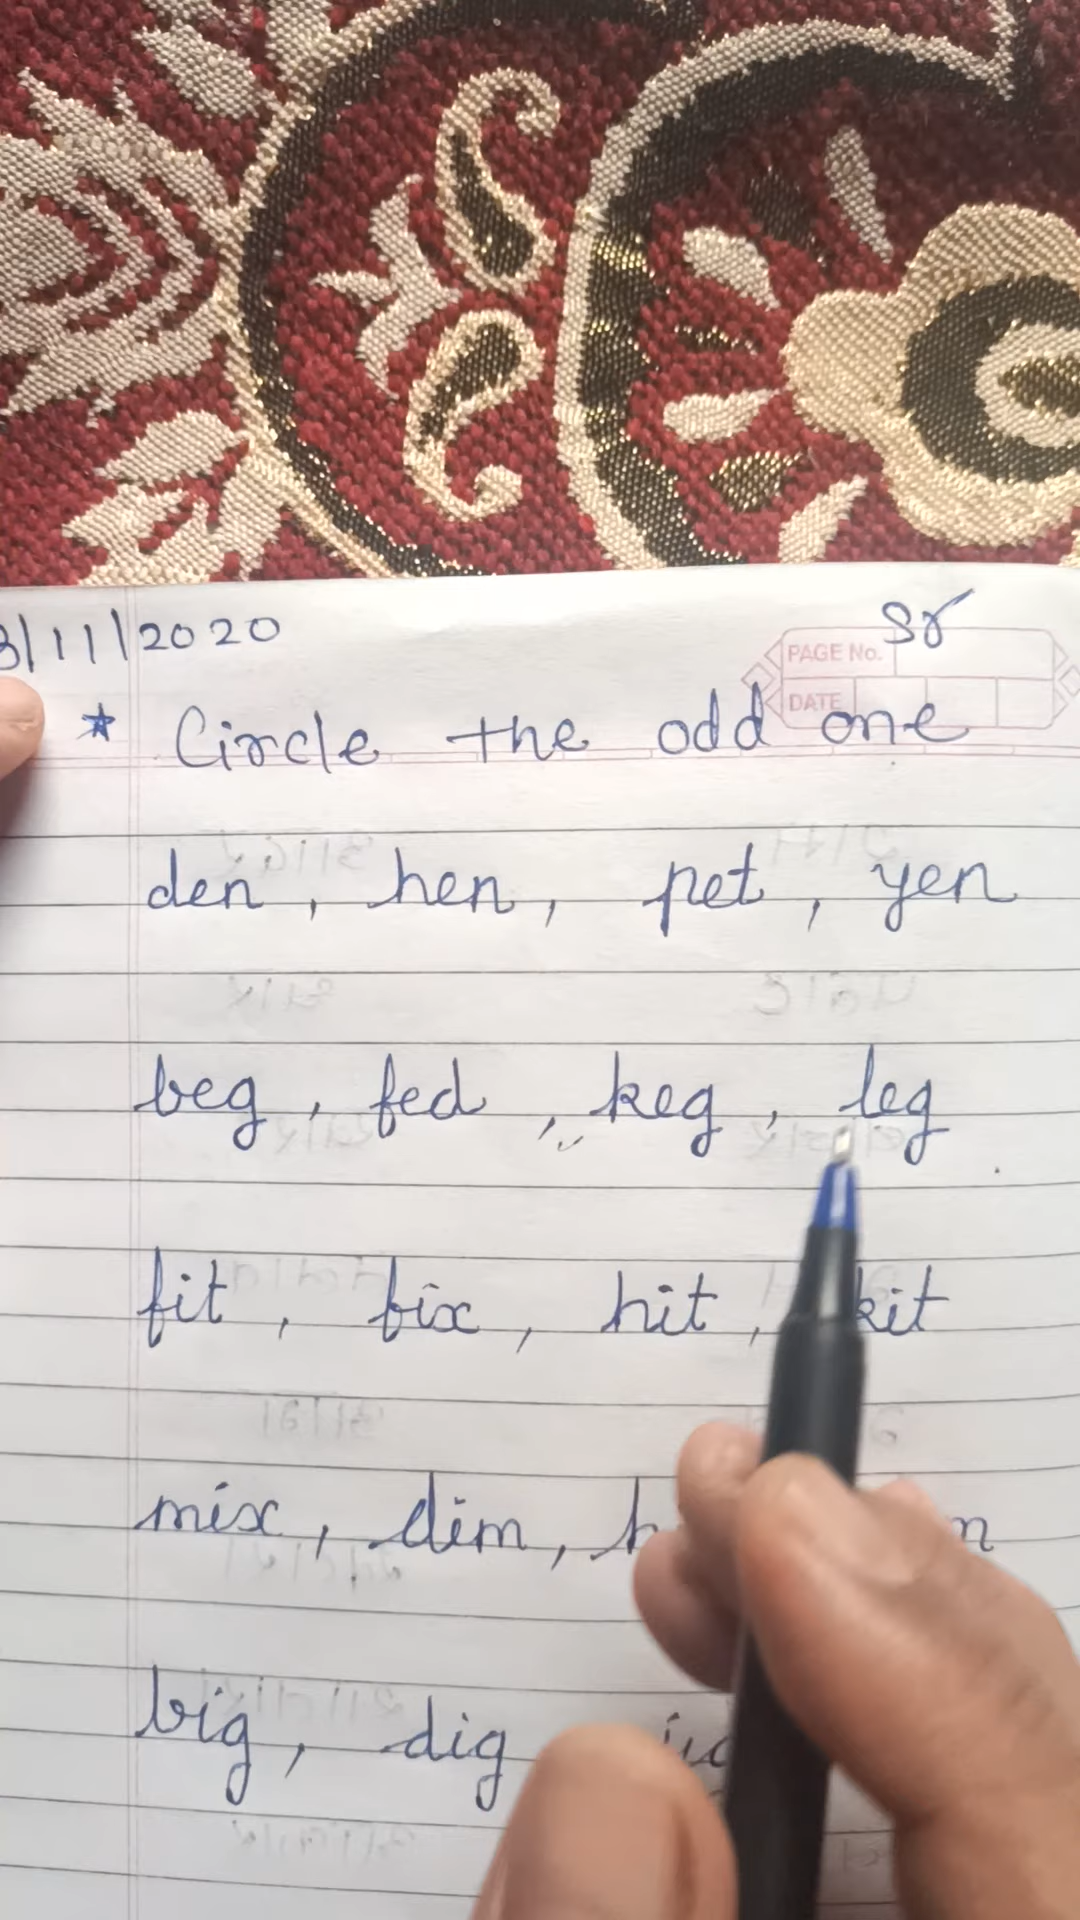 3/11/2020
Sr
PAGE No.
DATE
* Circle the odd one
den , hen , pet , yen
beg , fed , keg , leg
fit , fix , hit , kit
mix , dim ,
big , dig